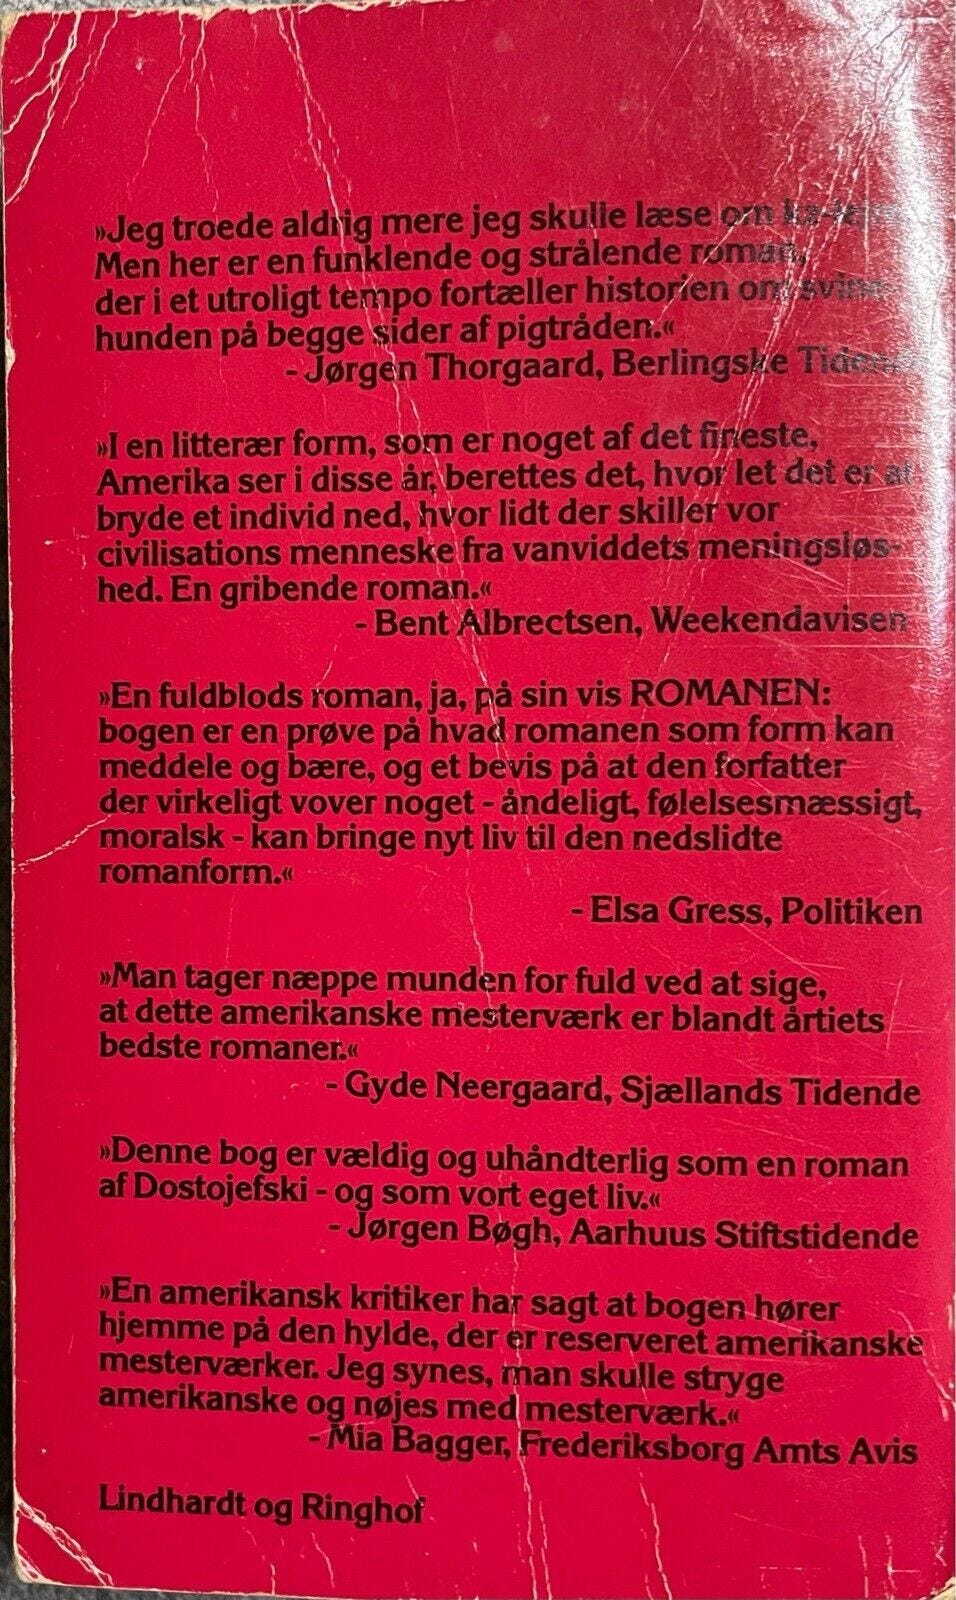 »Jeg troede aldrig mere jeg skulle læse om kz-lejre.
Men her er en funklende og strålende roman,
der i et utroligt tempo fortæller historien om svine-
hunden på begge sider af pigtråden.«
- Jørgen Thorgaard, Berlingske Tidende
»I en litterær form, som er noget af det fineste,
Amerika ser i disse år, berettes det, hvor let det er at
bryde et individ ned, hvor lidt der skiller vor
civilisations menneske fra vanviddets meningsløs-
hed. En gribende roman.«
- Bent Albrectsen, Weekendavisen
»En fuldblods roman, ja, på sin vis ROMANEN:
bogen er en prøve på hvad romanen som form kan
meddele og bære, og et bevis på at den forfatter
der virkeligt vover noget - åndeligt, følelsesmæssigt,
moralsk - kan bringe nyt liv til den nedslidte
romanform.«
- Elsa Gress, Politiken
»Man tager næppe munden for fuld ved at sige,
at dette amerikanske mesterværk er blandt årtiets
bedste romaner.«
- Gyde Neergaard, Sjællands Tidende
»Denne bog er vældig og uhåndterlig som en roman
af Dostojefski - og som vort eget liv.«
- Jørgen Bøgh, Aarhuus Stiftstidende
»En amerikansk kritiker har sagt at bogen hører
hjemme på den hylde, der er reserveret amerikanske
mesterværker. Jeg synes, man skulle stryge
amerikanske og nøjes med mesterværk.«
- Mia Bagger, Frederiksborg Amts Avis
Lindhardt og Ringhof